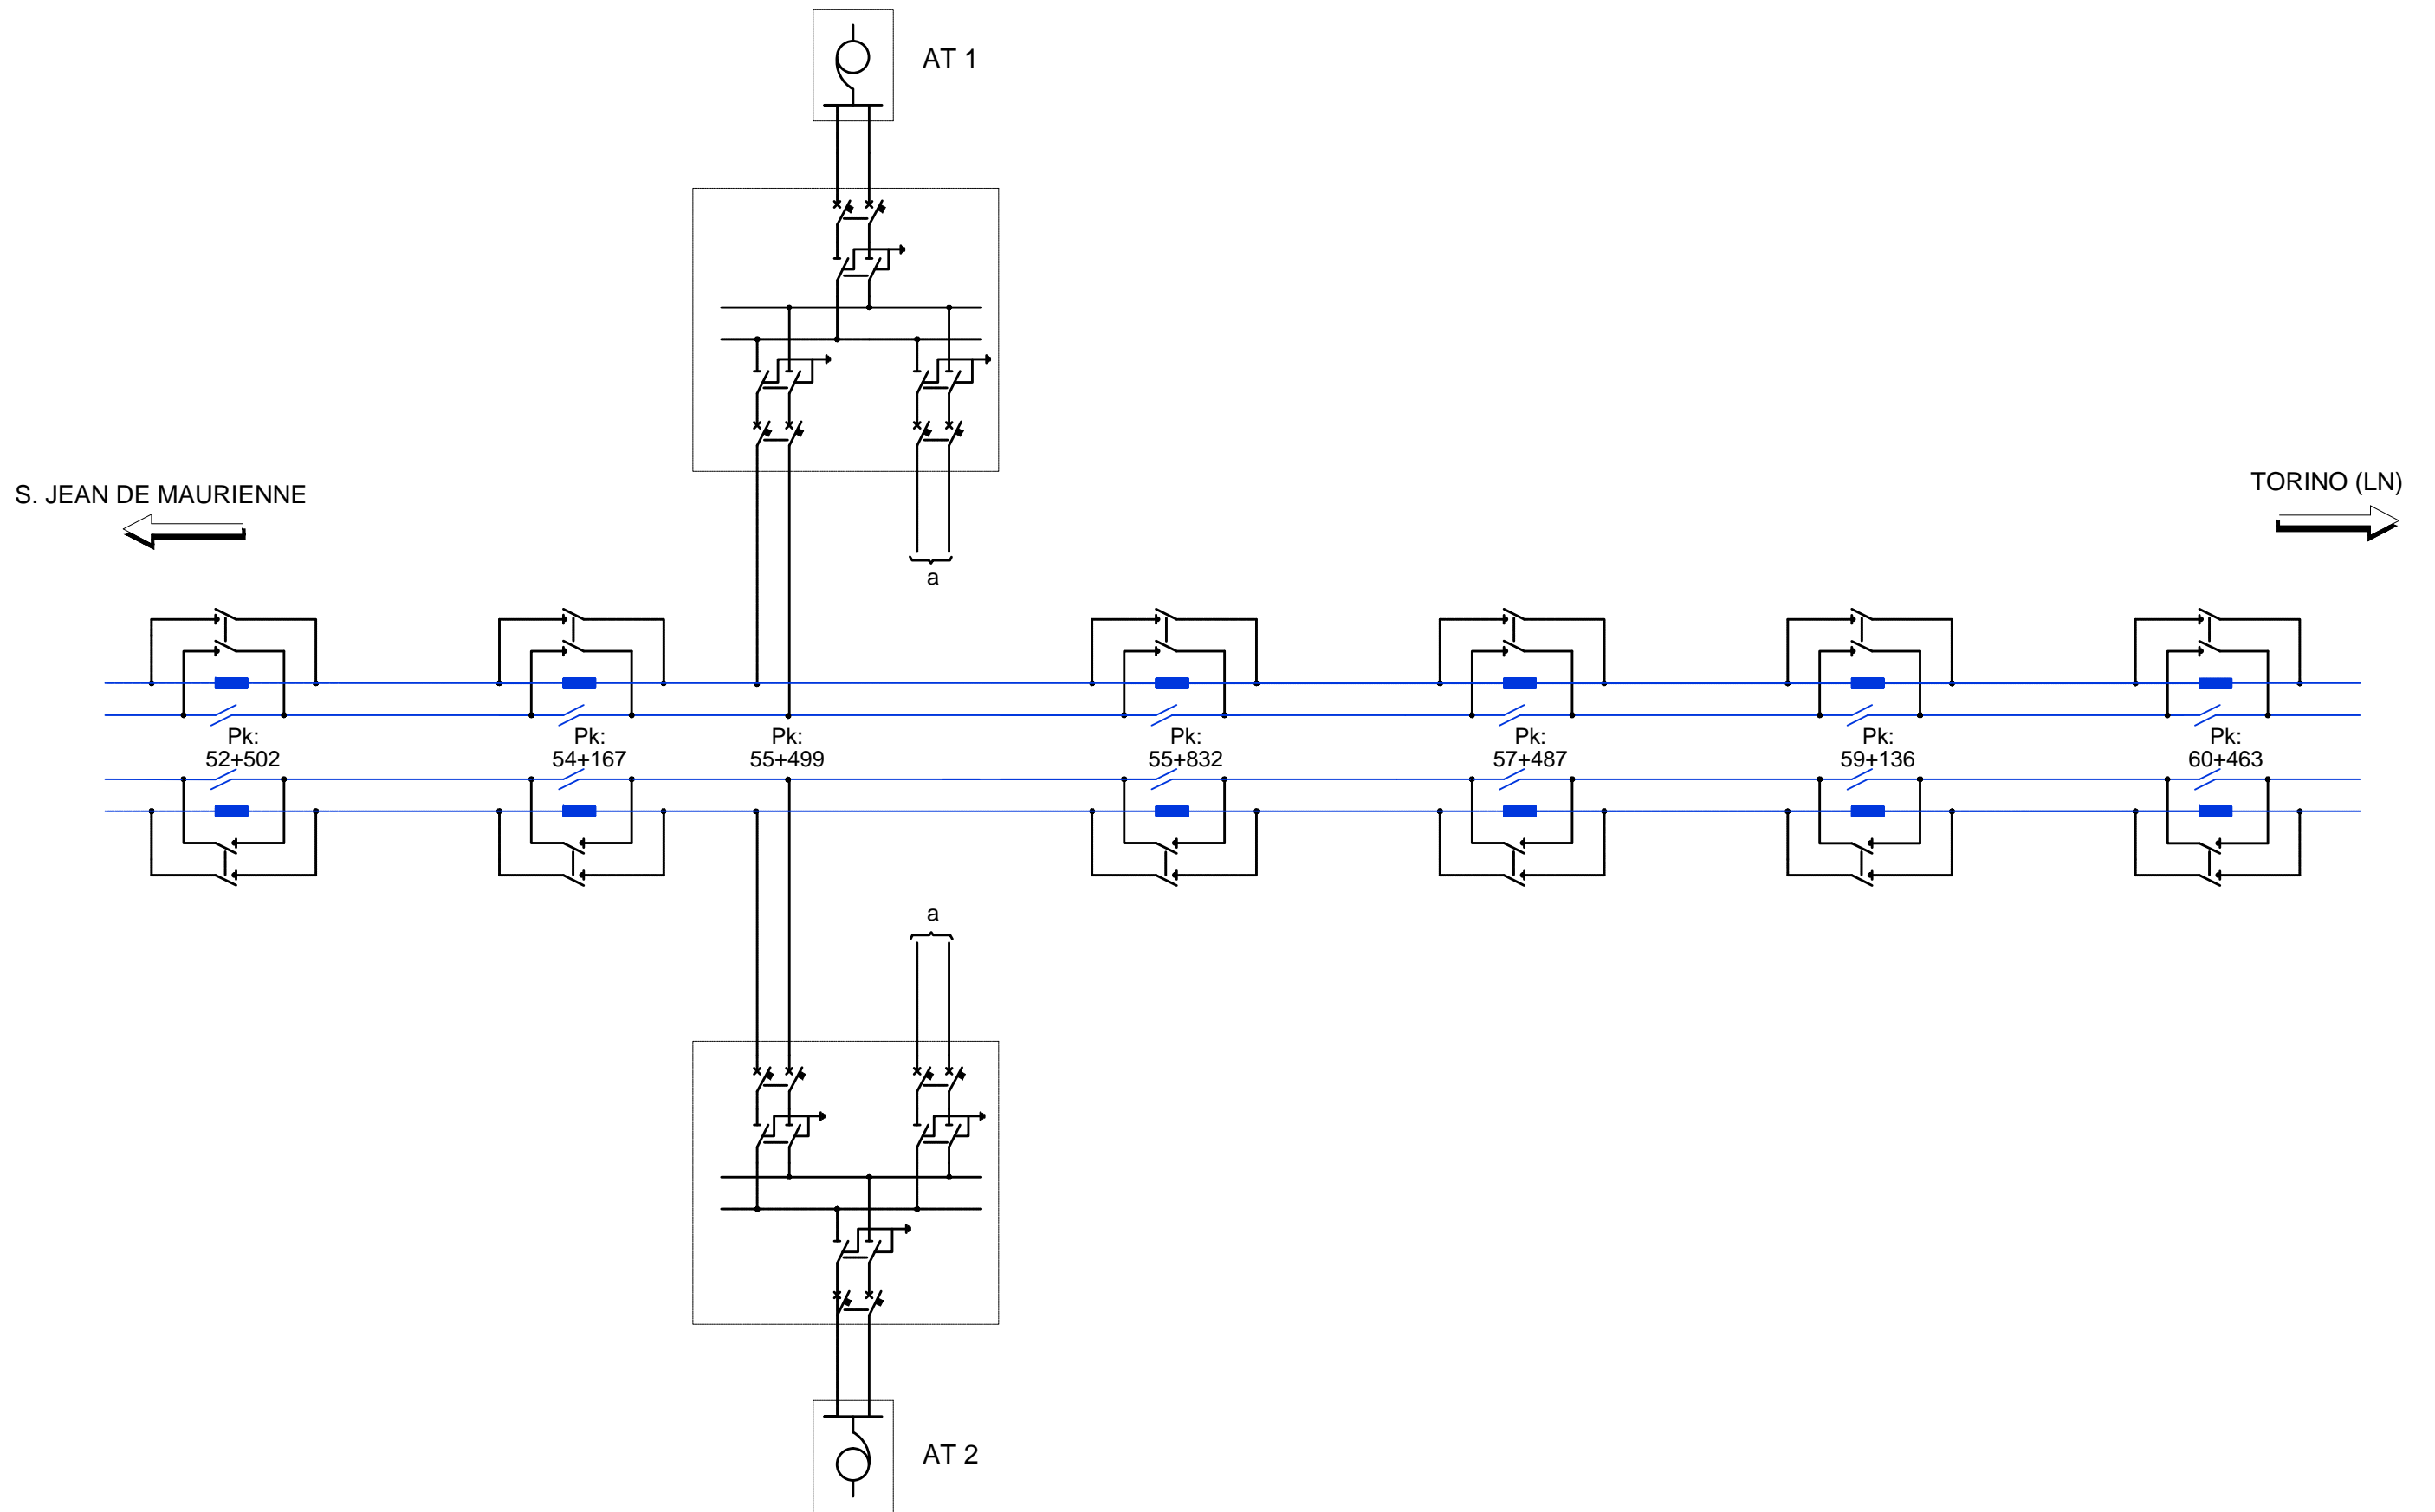 AT 1
S. JEAN DE MAURIENNE
TORINO (LN)
a
Pk:
52+502
Pk:
54+167
Pk:
55+499
Pk:
55+832
Pk:
57+487
Pk:
59+136
Pk:
60+463
a
AT 2